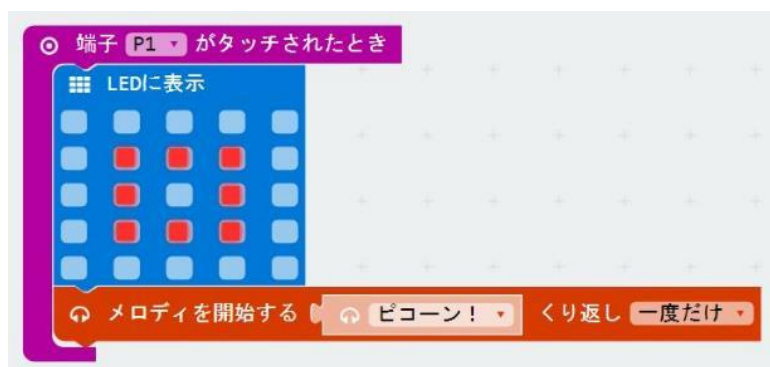 端子 P1 がタッチされたとき
LEDに表示
メロディを開始する ピコーン! くり返し 一度だけ